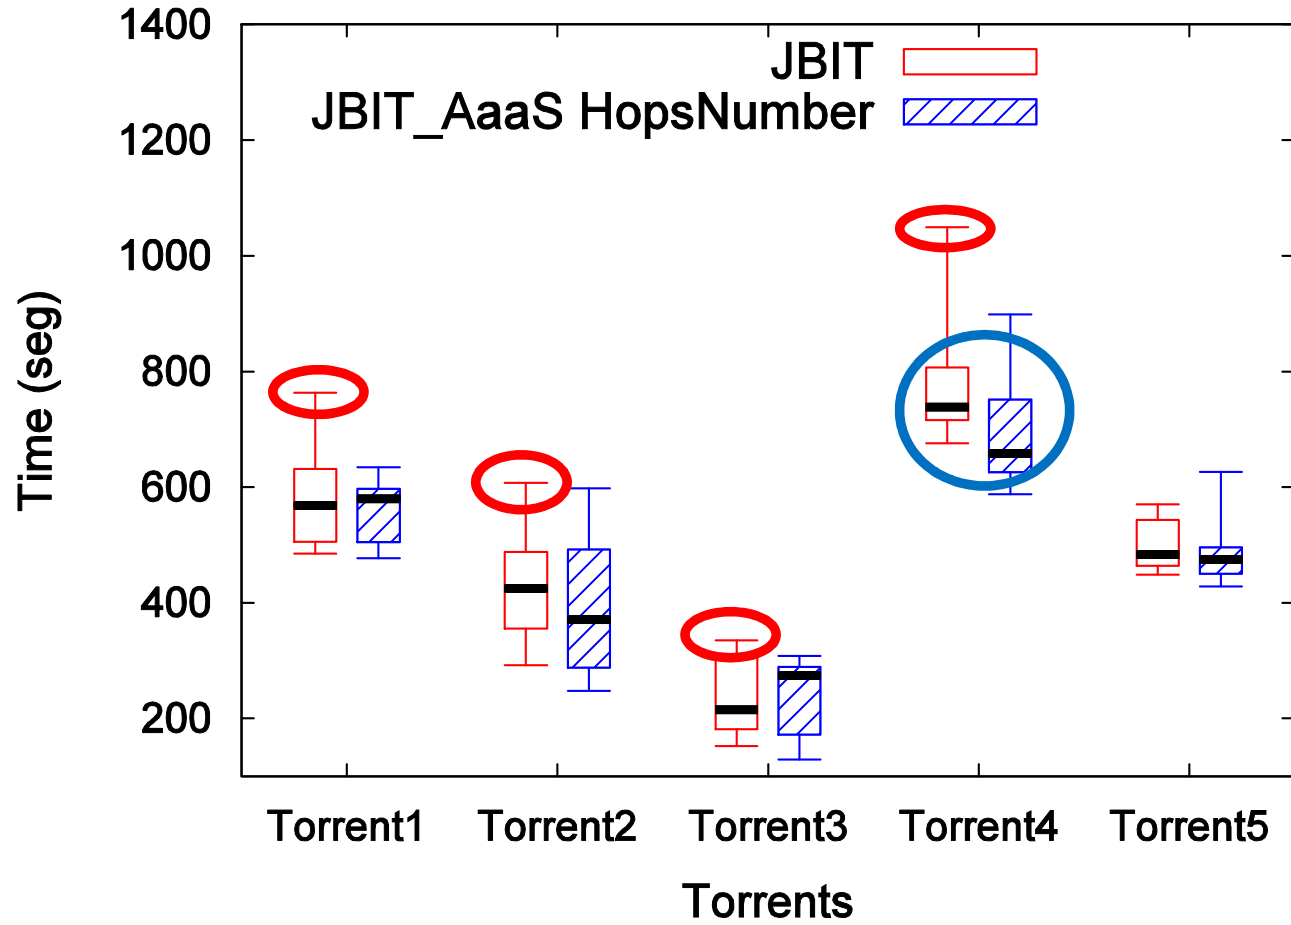 1400
1200
1000
800
600
400
200
Time (seg)
JBIT
JBIT_AaaS HopsNumber
Torrent1 Torrent2 Torrent3 Torrent4 Torrent5
Torrents